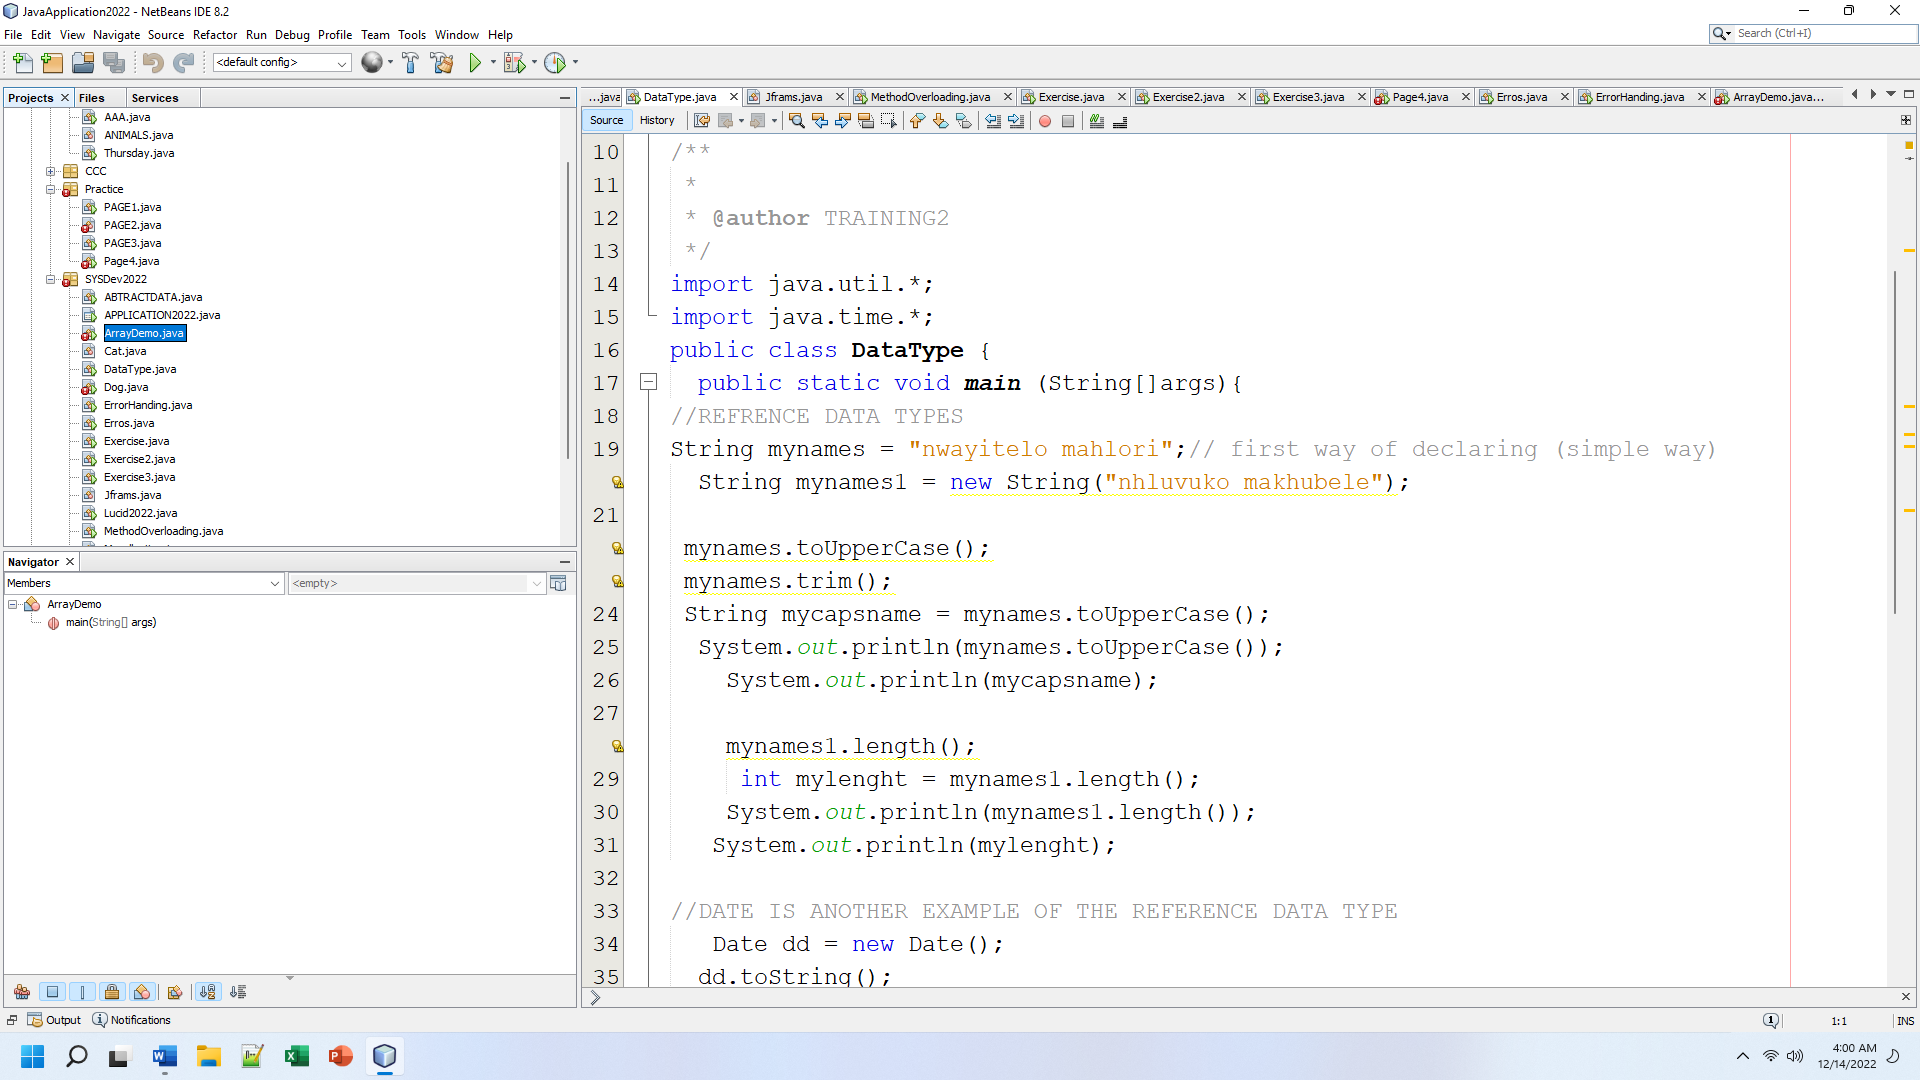 JavaApplication2022 - NetBeans IDE 8.2
File Edit View Navigate Source Refactor Run Debug Profile Team Tools Window Help
Search (Ctrl+I)
<default config>
Projects Files Services
AAA.java
ANIMALS.java
Thursday.java
CCC
Practice
PAGE1.java
PAGE2.java
PAGE3.java
Page4.java
SYSDev2022
ABTRACTDATA.java
APPLICATION2022.java
ArrayDemo.java
Cat.java
DataType.java
Dog.java
ErrorHanding.java
Erros.java
Exercise.java
Exercise2.java
Exercise3.java
Jframs.java
Lucid2022.java
MethodOverloading.java
Navigator
Members <empty>
ArrayDemo
main(String[] args)
...java DataType.java Jframs.java MethodOverloading.java Exercise.java Exercise2.java Exercise3.java Page4.java Erros.java ErrorHanding.java ArrayDemo.java...
Source History
10 /**
11 *
12 * @author TRAINING2
13 */
14 import java.util.*;
15 import java.time.*;
16 public class DataType {
17 public static void main (String[]args){
18 //REFRENCE DATA TYPES
19 String mynames = "nwayitelo mahlori";// first way of declaring (simple way)
String mynames1 = new String("nhluvuko makhubele");
21
mynames.toUpperCase();
mynames.trim();
24 String mycapsname = mynames.toUpperCase();
25 System.out.println(mynames.toUpperCase());
26 System.out.println(mycapsname);
27
mynames1.length();
29 int mylenght = mynames1.length();
30 System.out.println(mynames1.length());
31 System.out.println(mylenght);
32
33 //DATE IS ANOTHER EXAMPLE OF THE REFERENCE DATA TYPE
34 Date dd = new Date();
35 dd.toString();
Output Notifications
1:1 INS
4:00 AM
12/14/2022